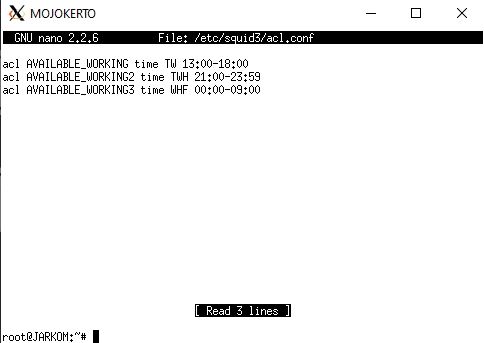 MOJOKERTO
GNU nano 2.2.6 File: /etc/squid3/acl.conf
acl AVAILABLE_WORKING time TW 13:00-18:00
acl AVAILABLE_WORKING2 time TWH 21:00-23:59
acl AVAILABLE_WORKING3 time WHF 00:00-09:00
[ Read 3 lines ]
root@JARKOM:~#